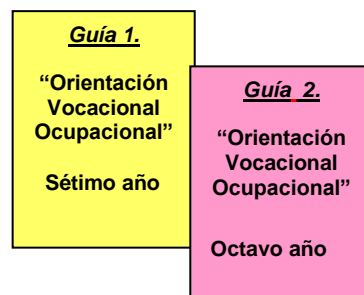 Guía 1.
“Orientación
Vocacional
Ocupacional”
Sétimo año
Guía 2.
“Orientación
Vocacional
Ocupacional”
Octavo año